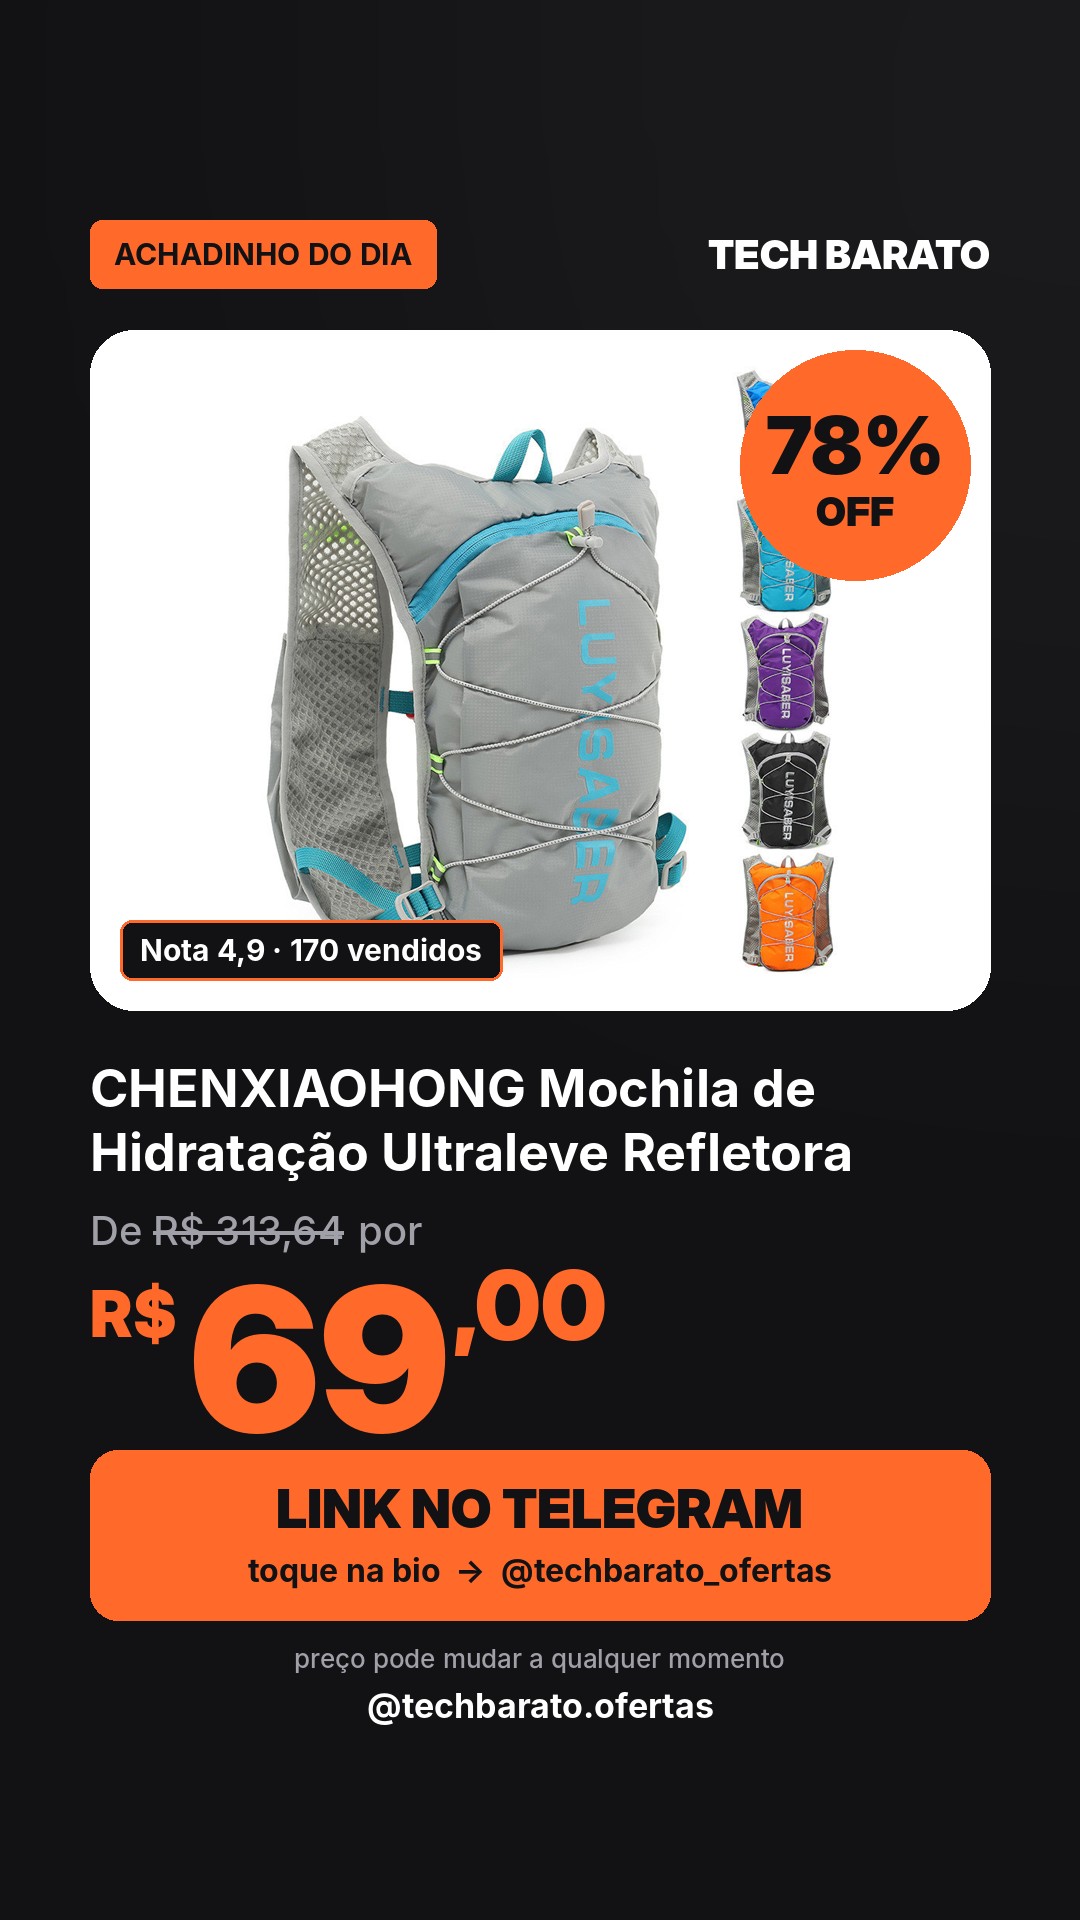 ACHADINHO DO DIA
TECH BARATO
78%
OFF
LUYISABER
SABER
LUYISABER
LUYISABER
LUYISABER
Nota 4,9 · 170 vendidos
CHENXIAOHONG Mochila de
Hidratação Ultraleve Refletora
De R$ 313,64 por
R$ 69,00
LINK NO TELEGRAM
toque na bio → @techbarato_ofertas
preço pode mudar a qualquer momento
@techbarato.ofertas